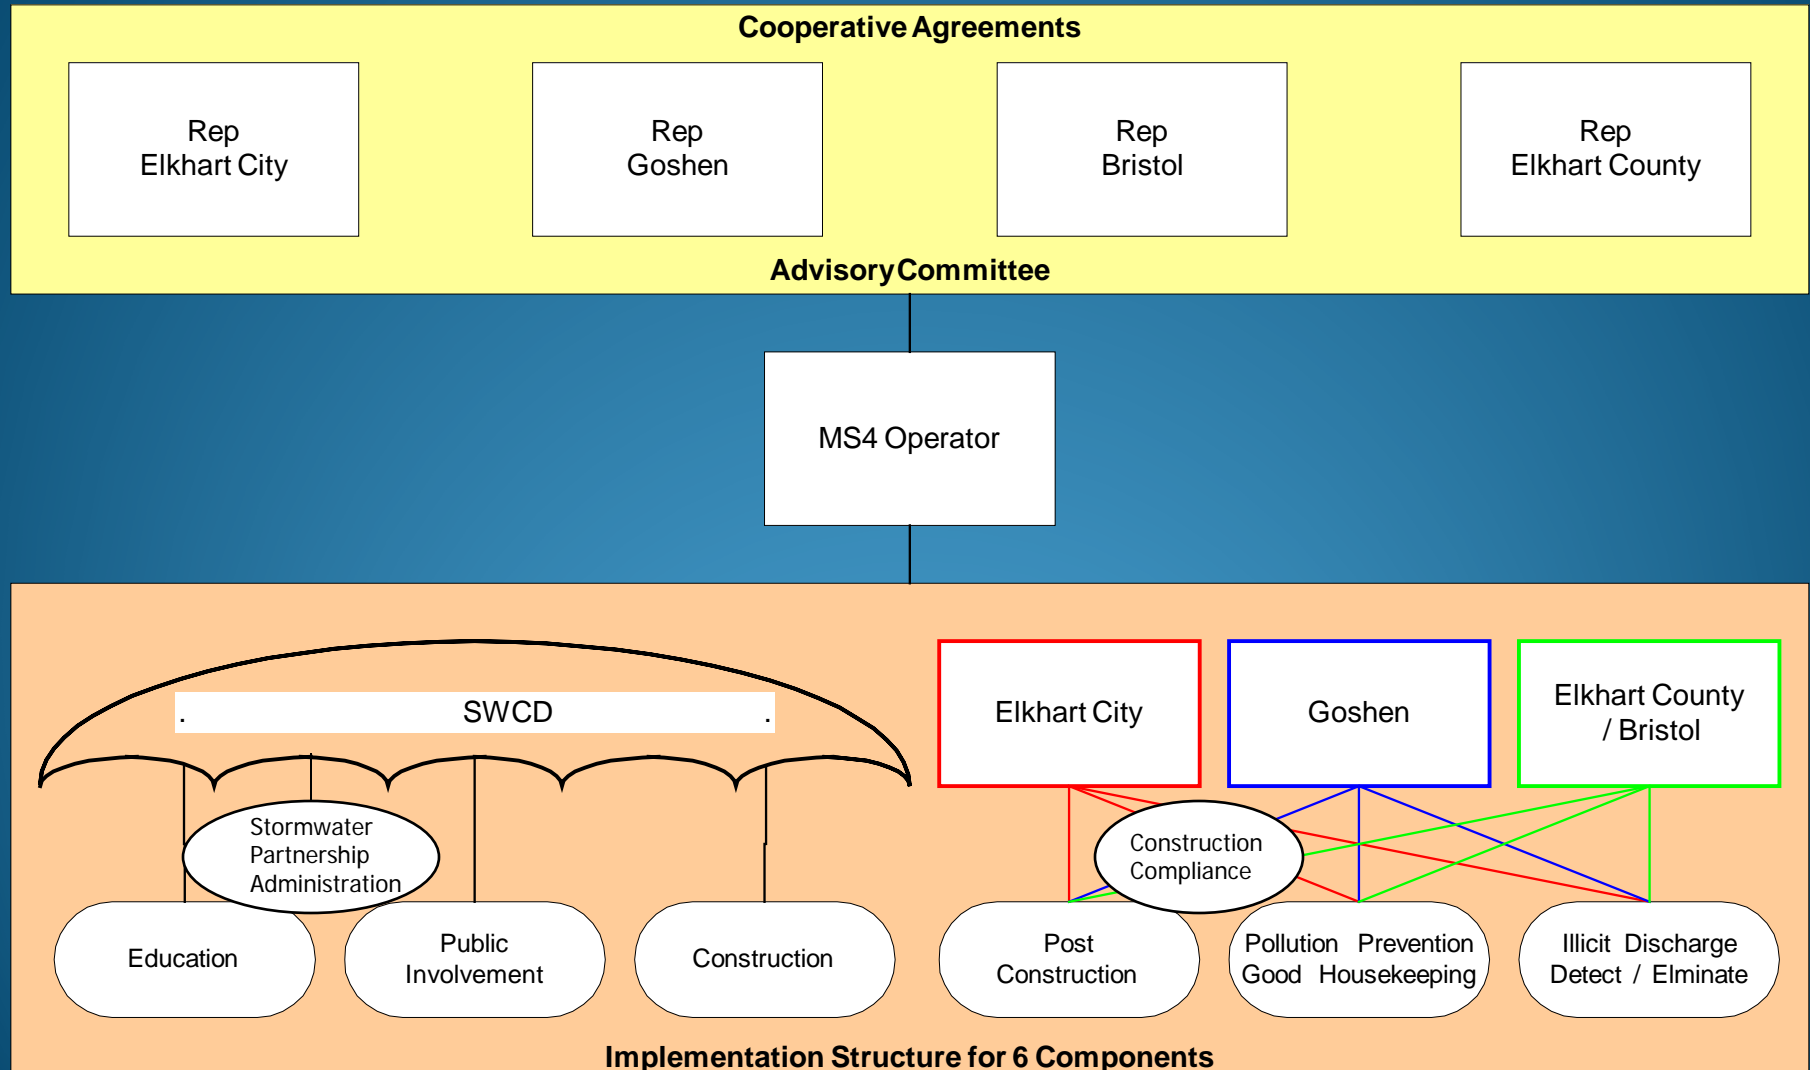 Cooperative Agreements
Rep
Elkhart City
Rep
Goshen
Rep
Bristol
Rep
Elkhart County
Advisory Committee
MS4 Operator
. SWCD .
Elkhart City
Goshen
Elkhart County
/ Bristol
Stormwater
Partnership
Administration
Construction
Compliance
Education
Public
Involvement
Construction
Post
Construction
Pollution Prevention
Good Housekeeping
Illicit Discharge
Detect / Elminate
Implementation Structure for 6 Components